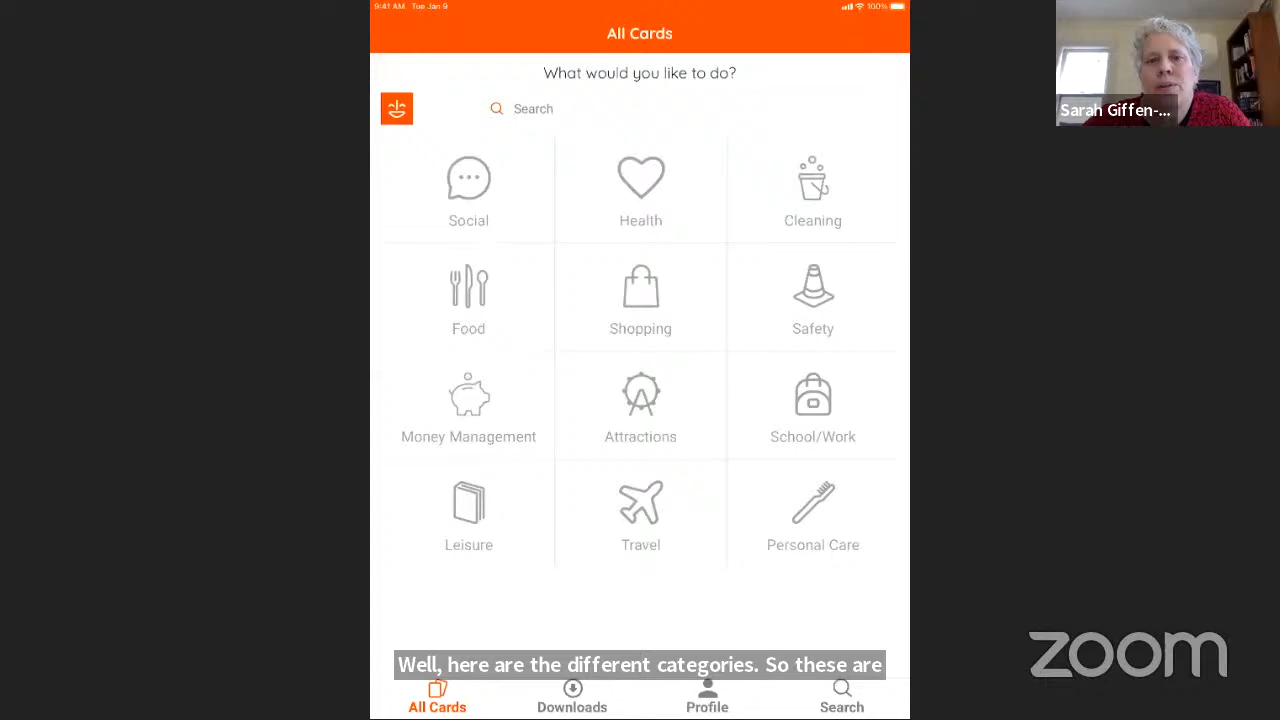 9:41 AM Tue Jan 9
100%
All Cards
What would you like to do?
Search
Sarah Giffen-...
Social
Health
Cleaning
Food
Shopping
Safety
Money Management
Attractions
School/Work
Leisure
Travel
Personal Care
Well, here are the different categories. So these are
All Cards
Downloads
Profile
Search
zoom